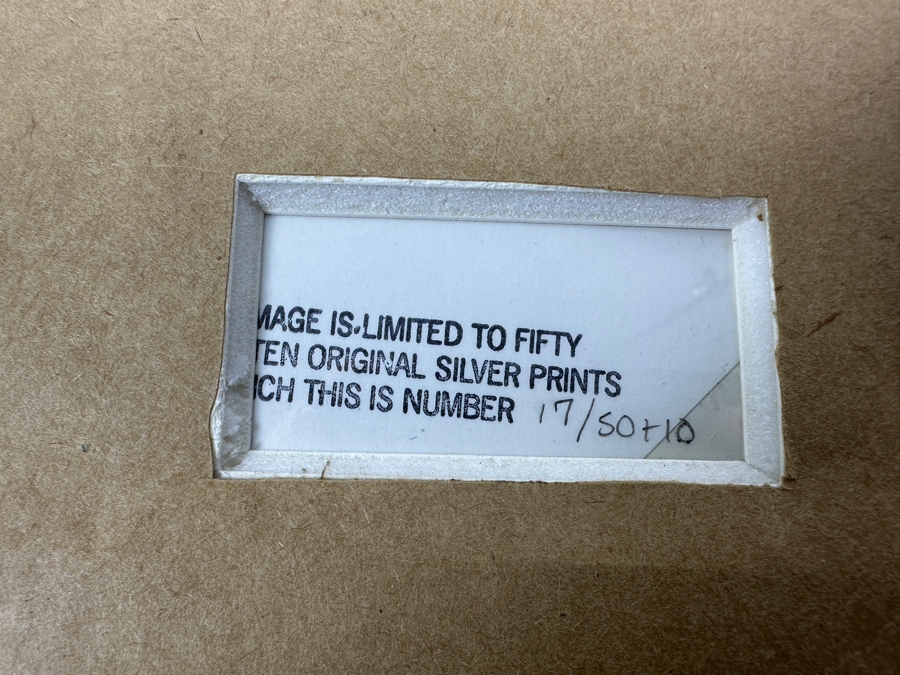 MAGE IS LIMITED TO FIFTY
TEN ORIGINAL SILVER PRINTS
ICH THIS IS NUMBER 17/50+10